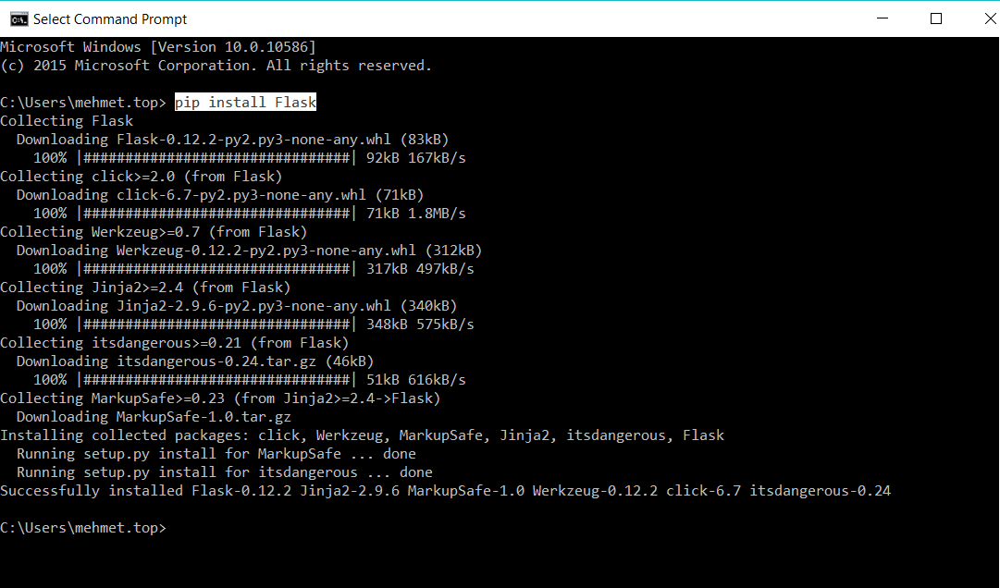 Select Command Prompt
Microsoft Windows [Version 10.0.10586]
(c) 2015 Microsoft Corporation. All rights reserved.
C:\Users\mehmet.top> pip install Flask
Collecting Flask
  Downloading Flask-0.12.2-py2.py3-none-any.whl (83kB)
    100% |################################| 92kB 167kB/s
Collecting click>=2.0 (from Flask)
  Downloading click-6.7-py2.py3-none-any.whl (71kB)
    100% |################################| 71kB 1.8MB/s
Collecting Werkzeug>=0.7 (from Flask)
  Downloading Werkzeug-0.12.2-py2.py3-none-any.whl (312kB)
    100% |################################| 317kB 497kB/s
Collecting Jinja2>=2.4 (from Flask)
  Downloading Jinja2-2.9.6-py2.py3-none-any.whl (340kB)
    100% |################################| 348kB 575kB/s
Collecting itsdangerous>=0.21 (from Flask)
  Downloading itsdangerous-0.24.tar.gz (46kB)
    100% |################################| 51kB 616kB/s
Collecting MarkupSafe>=0.23 (from Jinja2>=2.4->Flask)
  Downloading MarkupSafe-1.0.tar.gz
Installing collected packages: click, Werkzeug, MarkupSafe, Jinja2, itsdangerous, Flask
  Running setup.py install for MarkupSafe ... done
  Running setup.py install for itsdangerous ... done
Successfully installed Flask-0.12.2 Jinja2-2.9.6 MarkupSafe-1.0 Werkzeug-0.12.2 click-6.7 itsdangerous-0.24
C:\Users\mehmet.top>